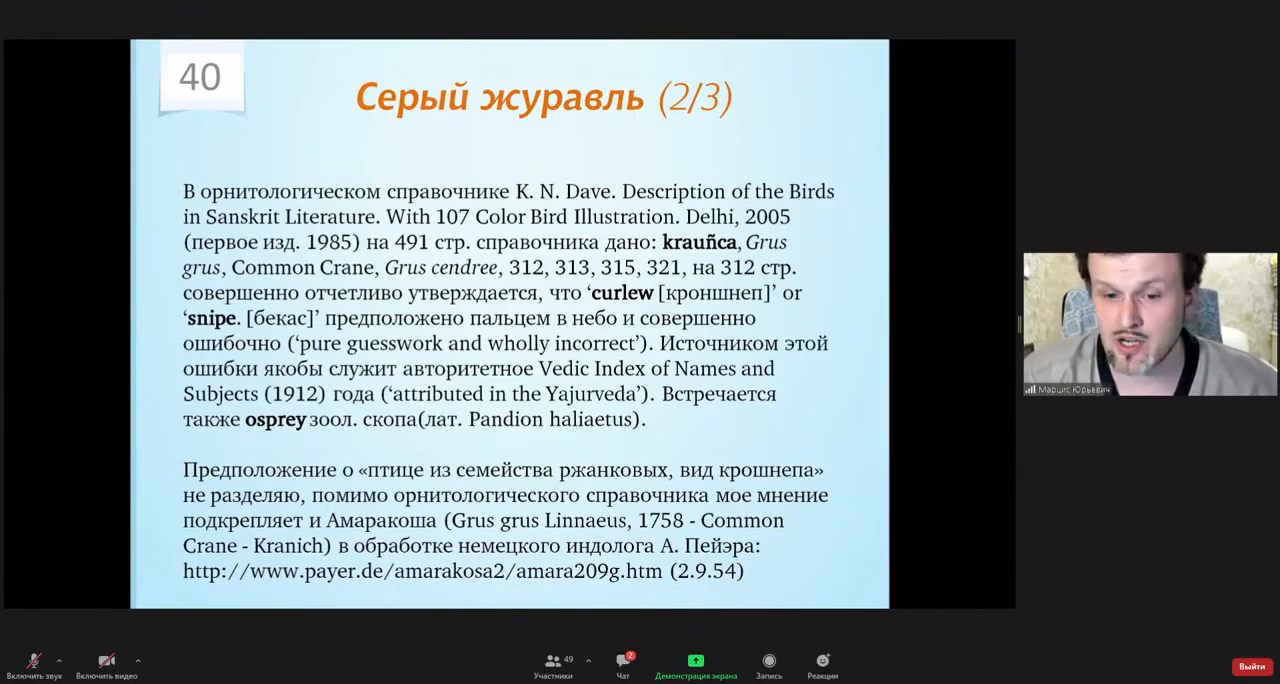 40
Серый журавль (2/3)
В орнитологическом справочнике K. N. Dave. Description of the Birds
in Sanskrit Literature. With 107 Color Bird Illustration. Delhi, 2005
(первое изд. 1985) на 491 стр. справочника дано: krauñca, Grus
grus, Common Crane, Grus cendree, 312, 313, 315, 321, на 312 стр.
совершенно отчетливо утверждается, что ‘curlew [кроншнеп]’ or
‘snipe. [бекас]’ предположено пальцем в небо и совершенно
ошибочно (‘pure guesswork and wholly incorrect’). Источником этой
ошибки якобы служит авторитетное Vedic Index of Names and
Subjects (1912) года (‘attributed in the Yajurveda’). Встречается
также osprey зоол. скопа(лат. Pandion haliaetus).
Предположение о «птице из семейства ржанковых, вид крошнепа»
не разделяю, помимо орнитологического справочника мое мнение
подкрепляет и Амаракоша (Grus grus Linnaeus, 1758 - Common
Crane - Kranich) в обработке немецкого индолога А. Пейэра:
http://www.payer.de/amarakosa2/amara209g.htm (2.9.54)
Марцис Юрьевич
Включить звук
Включить видео
49
Участники
2
Чат
Демонстрация экрана
Запись
Реакции
Выйти